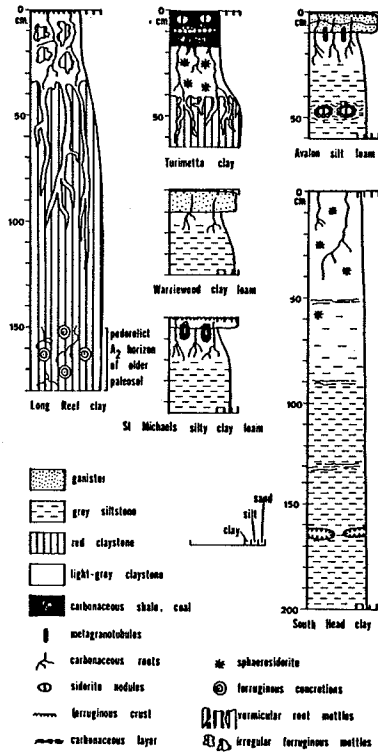 0
cm.
50
100
150
Long Reef clay
pedorelict
A2 horizon
of older
paleosol
0
cm
50
Turimetta clay
Warriewood clay loam
St Michaels silty clay loam
0
cm
50
Avalon silt loam
0
cm
50
100
150
200
South Head clay
ganister
grey siltstone
red claystone
light-gray claystone
carbonaceous shale, coal
metagranotubules
carbonaceous roots
siderite nodules
ferruginous crust
carbonaceous layer
clay
silt
sand
sphaerosiderite
ferruginous concretions
vermicular root mottles
irregular ferruginous mottles